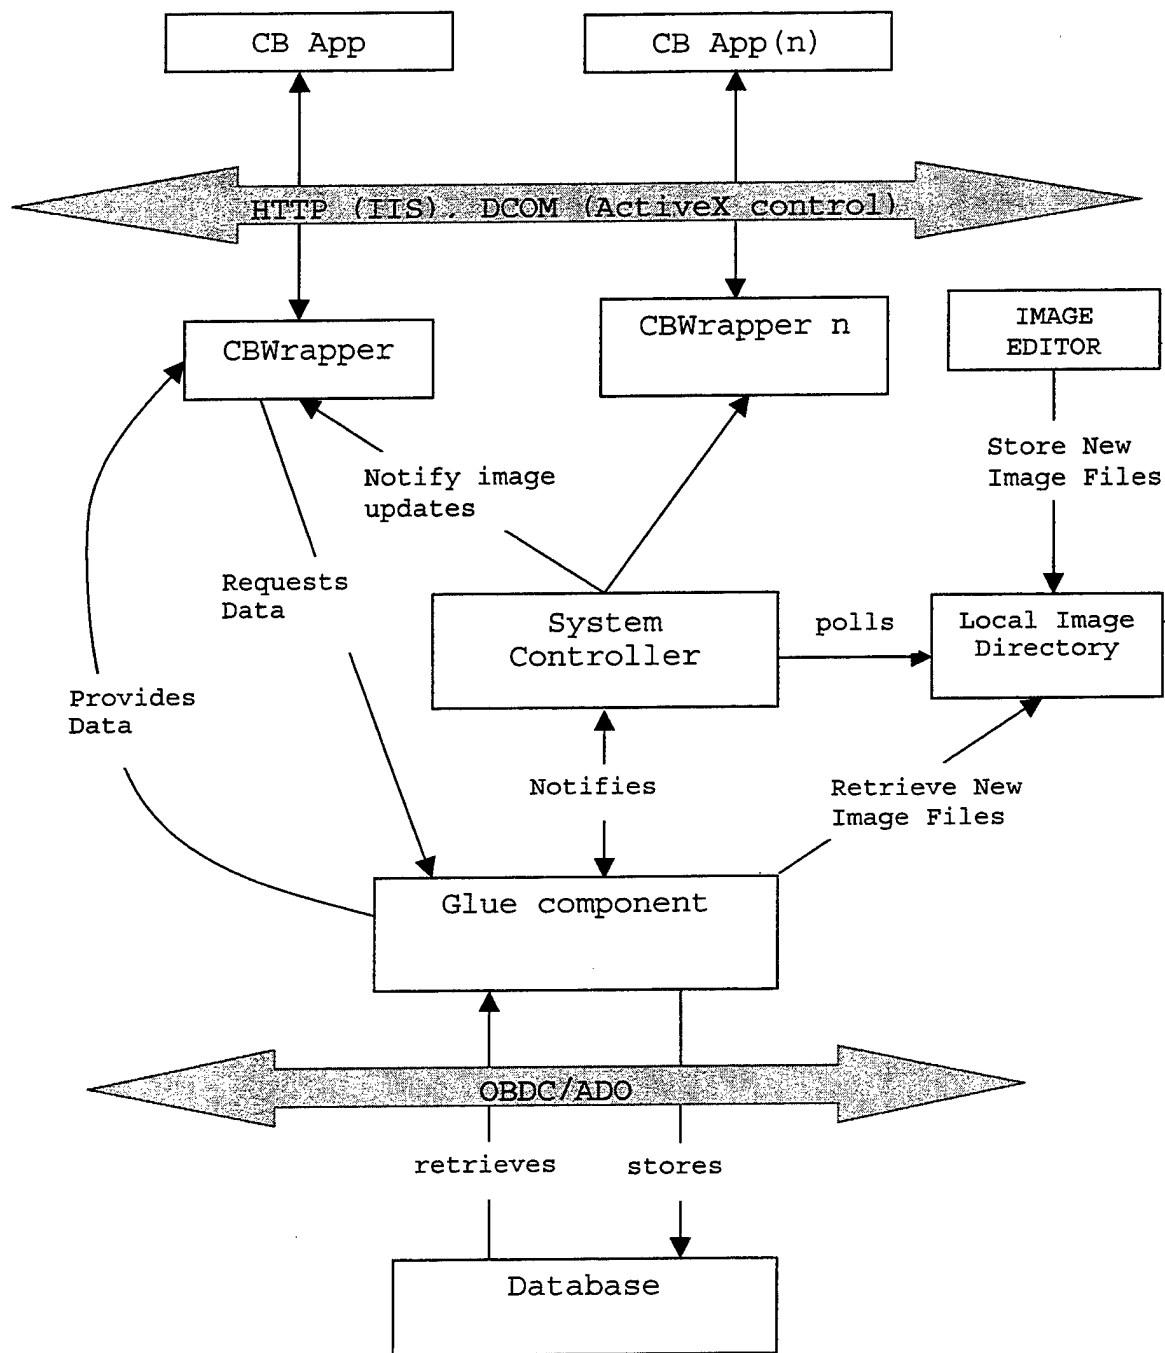 CB App
CB App(n)
HTTP (IIS), DCOM (ActiveX control)
CBWrapper
CBWrapper n
IMAGE
EDITOR
Notify image
updates
Store New
Image Files
Requests
Data
System
Controller
polls
Local Image
Directory
Provides
Data
Notifies
Retrieve New
Image Files
Glue component
OBDC/ADO
retrieves
stores
Database